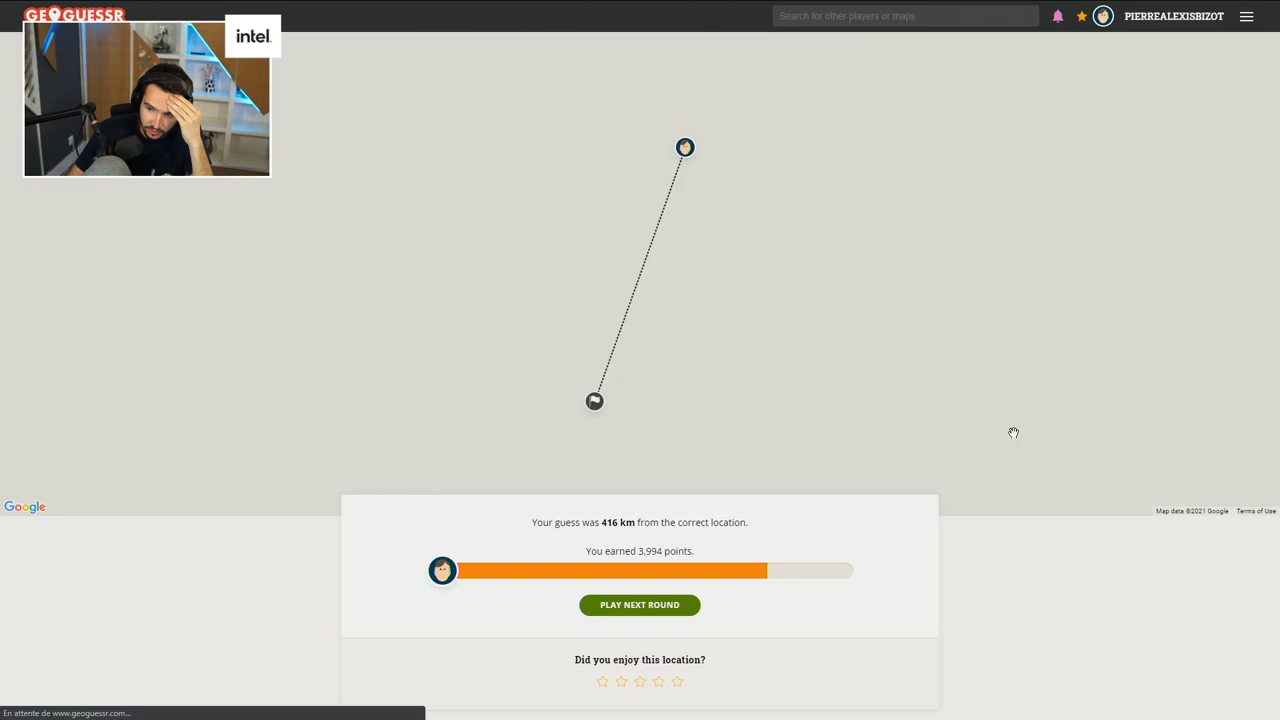 GEOGUESSR
Search for other players or maps
PIERREALEXISBIZOT
intel.
Google
Map data ©2021 Google
Terms of Use
Your guess was 416 km from the correct location.
You earned 3,994 points.
PLAY NEXT ROUND
Did you enjoy this location?
En attente de www.geoguessr.com...